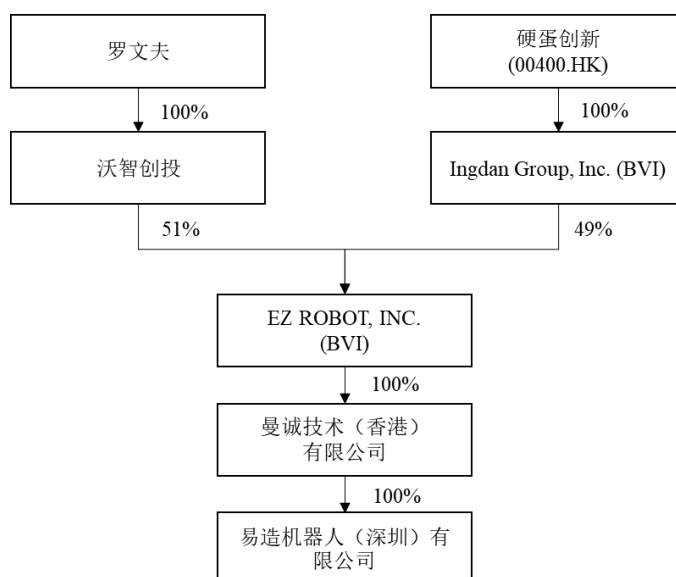 罗文夫
硬蛋创新
(00400.HK)
100%
100%
沃智创投
Ingdan Group, Inc. (BVI)
51%
49%
EZ ROBOT, INC.
(BVI)
100%
曼诚技术（香港）
有限公司
100%
易造机器人（深圳）有
限公司